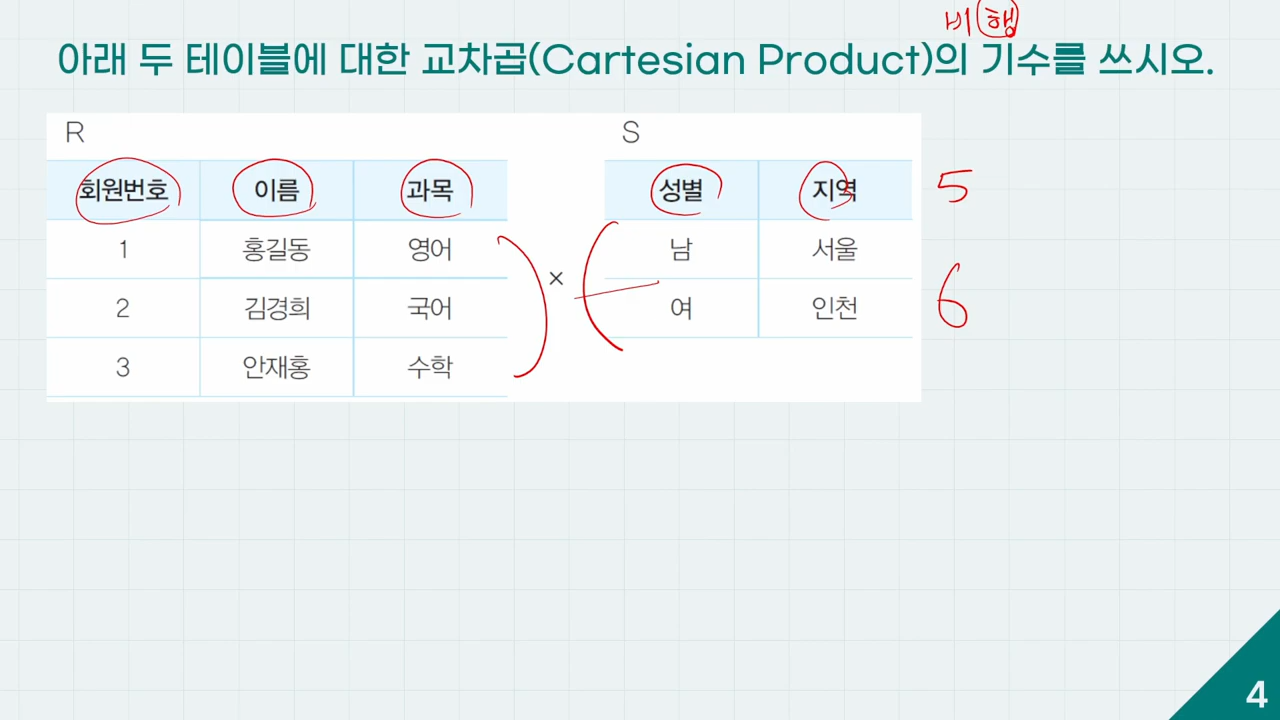 비행
아래 두 테이블에 대한 교차곱(Cartesian Product)의 기수를 쓰시오.
R
회원번호 이름 과목
1 홍길동 영어
2 김경희 국어
3 안재홍 수학
×
S
성별 지역
남 서울
여 인천
5
6
4